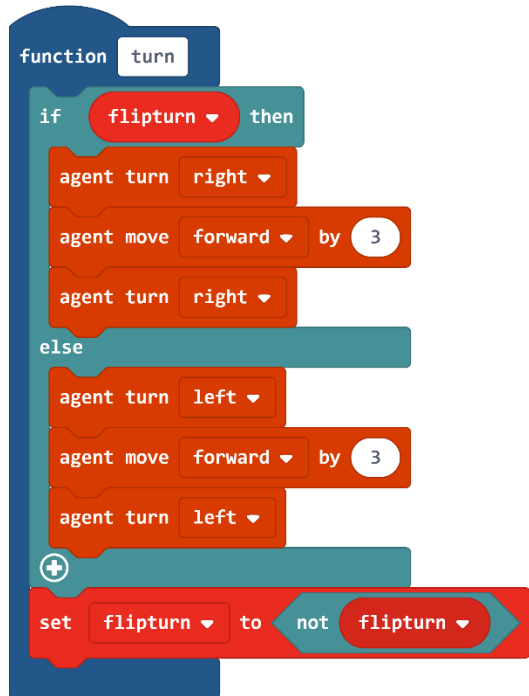 function turn
if flipturn then
agent turn right
agent move forward by 3
agent turn right
else
agent turn left
agent move forward by 3
agent turn left
set flipturn to not flipturn